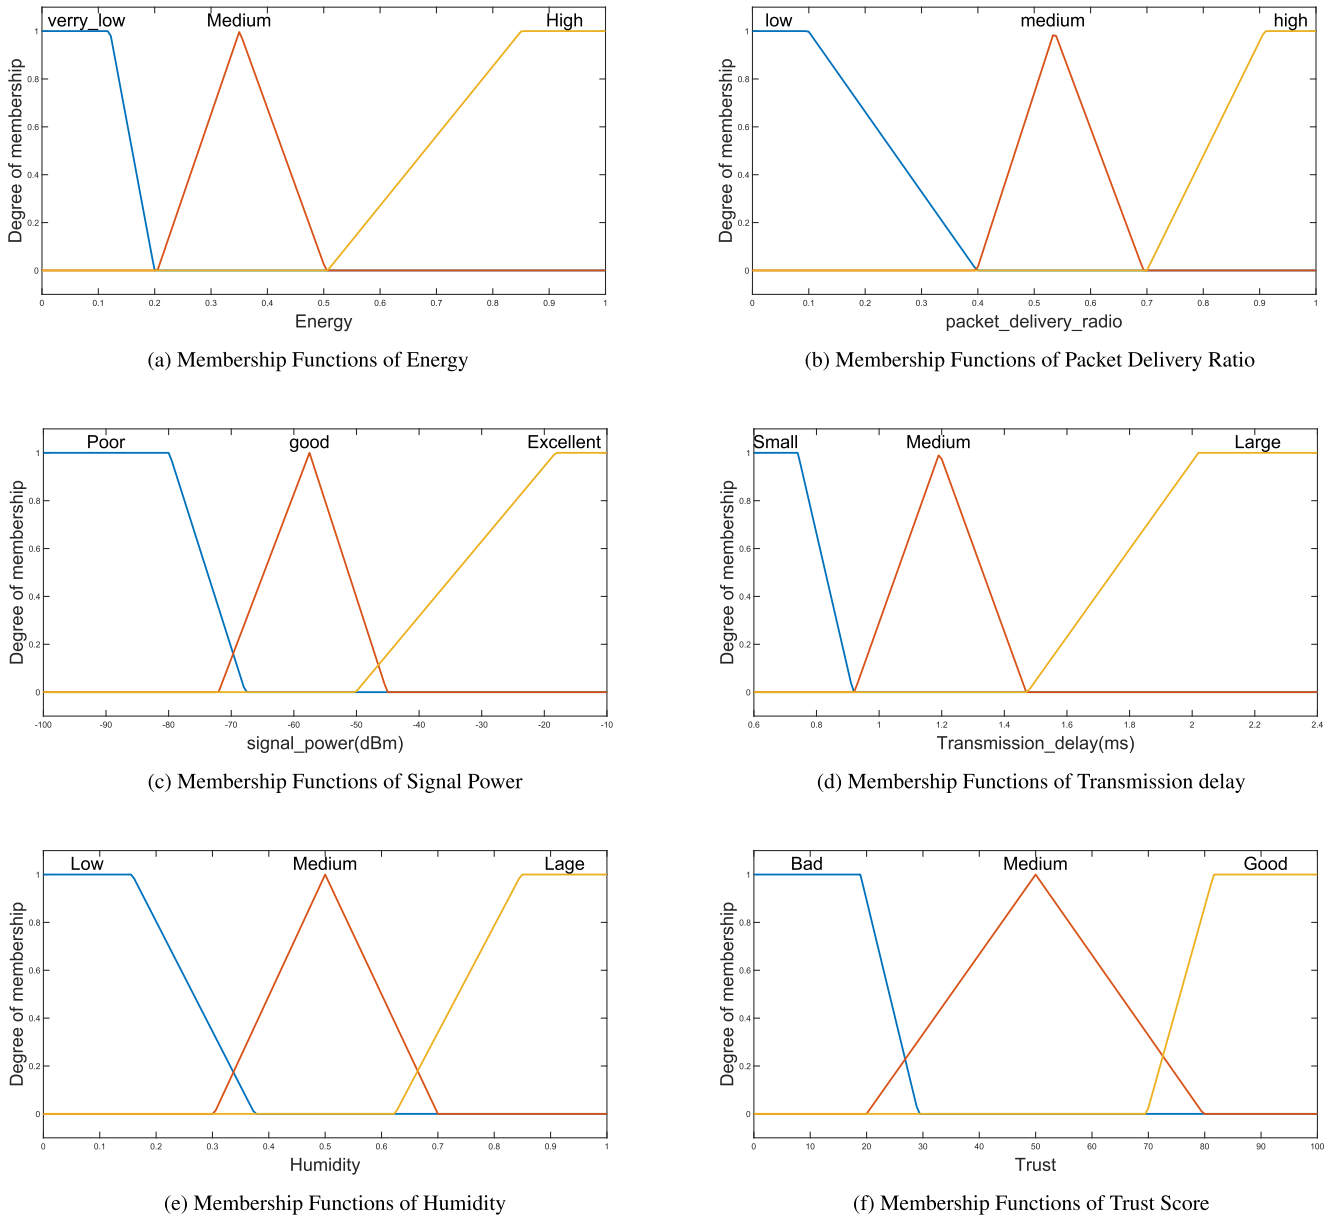 verry_low Medium High
Degree of membership
1
0.8
0.6
0.4
0.2
0
0 0.1 0.2 0.3 0.4 0.5 0.6 0.7 0.8 0.9 1
Energy
(a) Membership Functions of Energy
low medium high
Degree of membership
1
0.8
0.6
0.4
0.2
0
0 0.1 0.2 0.3 0.4 0.5 0.6 0.7 0.8 0.9 1
packet_delivery_radio
(b) Membership Functions of Packet Delivery Ratio
Poor good Excellent
Degree of membership
1
0.8
0.6
0.4
0.2
0
-100 -90 -80 -70 -60 -50 -40 -30 -20 -10
signal_power(dBm)
(c) Membership Functions of Signal Power
Small Medium Large
Degree of membership
1
0.8
0.6
0.4
0.2
0
0.6 0.8 1 1.2 1.4 1.6 1.8 2 2.2 2.4
Transmission_delay(ms)
(d) Membership Functions of Transmission delay
Low Medium Lage
Degree of membership
1
0.8
0.6
0.4
0.2
0
0 0.1 0.2 0.3 0.4 0.5 0.6 0.7 0.8 0.9 1
Humidity
(e) Membership Functions of Humidity
Bad Medium Good
Degree of membership
1
0.8
0.6
0.4
0.2
0
0 10 20 30 40 50 60 70 80 90 100
Trust
(f) Membership Functions of Trust Score